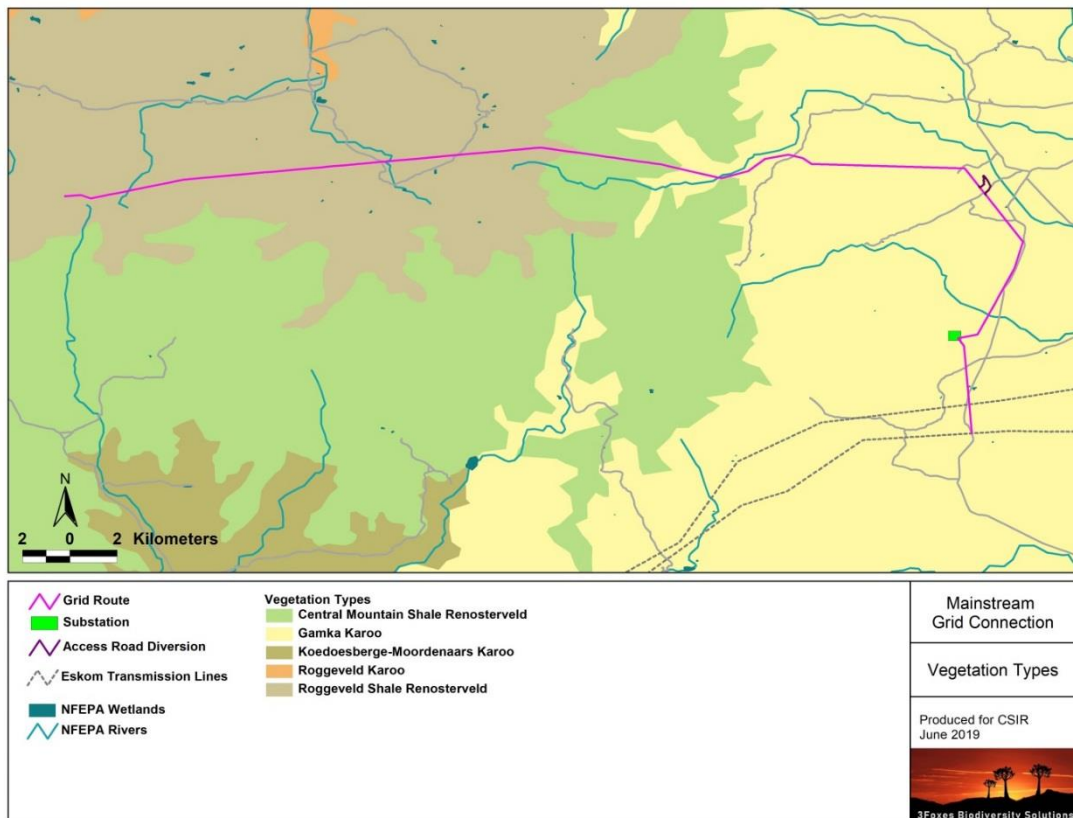 N
2 0 2 Kilometers
Grid Route
Substation
Access Road Diversion
Eskom Transmission Lines
NFEPA Wetlands
NFEPA Rivers
Vegetation Types
Central Mountain Shale Renosterveld
Gamka Karoo
Koedoesberge-Moordenaars Karoo
Roggeveld Karoo
Roggeveld Shale Renosterveld
Mainstream
Grid Connection
Vegetation Types
Produced for CSIR
June 2019
3Foxes Biodiversity Solutions